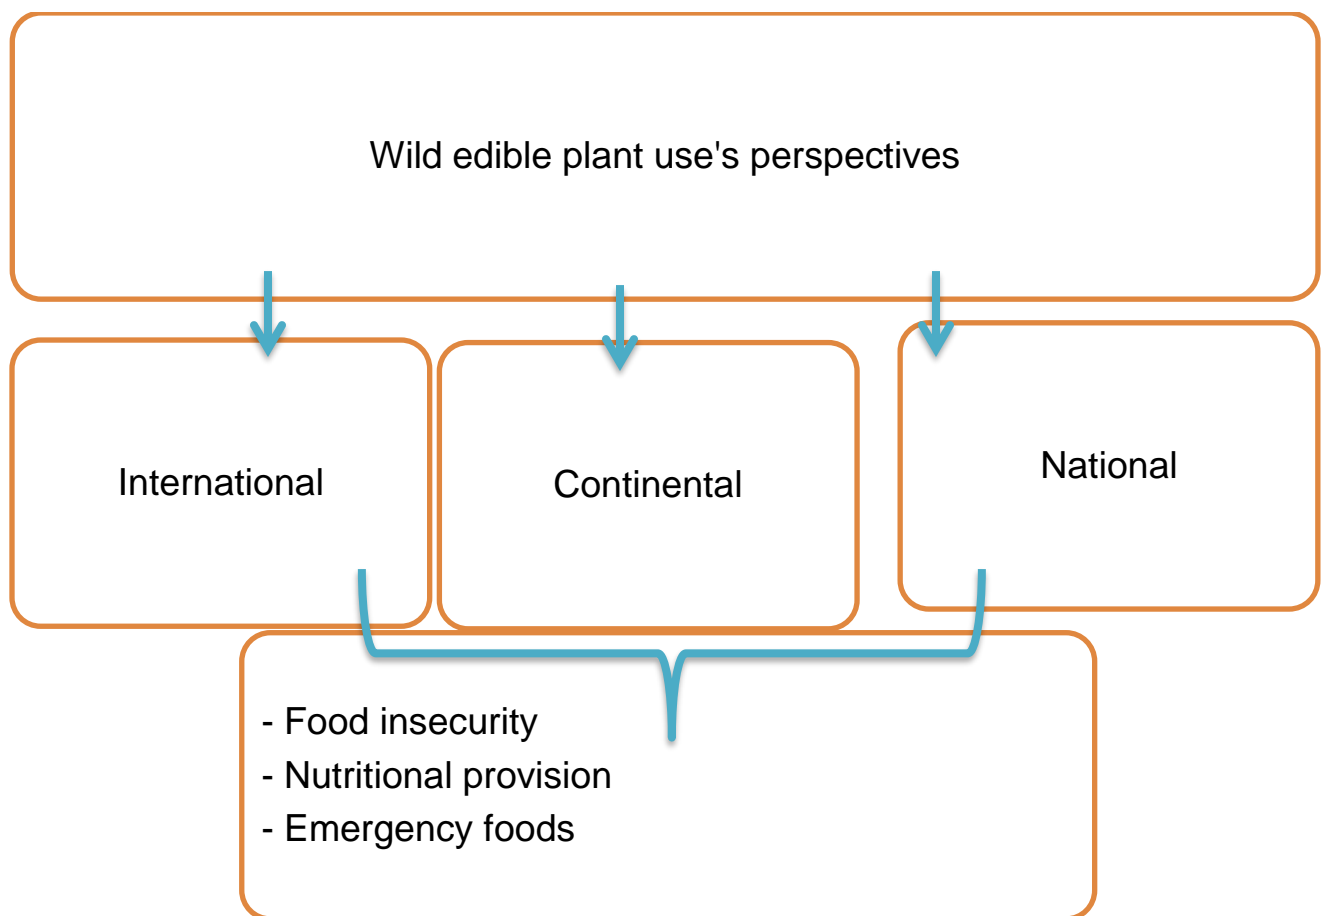 Wild edible plant use's perspectives
International
Continental
National
- Food insecurity
- Nutritional provision
- Emergency foods